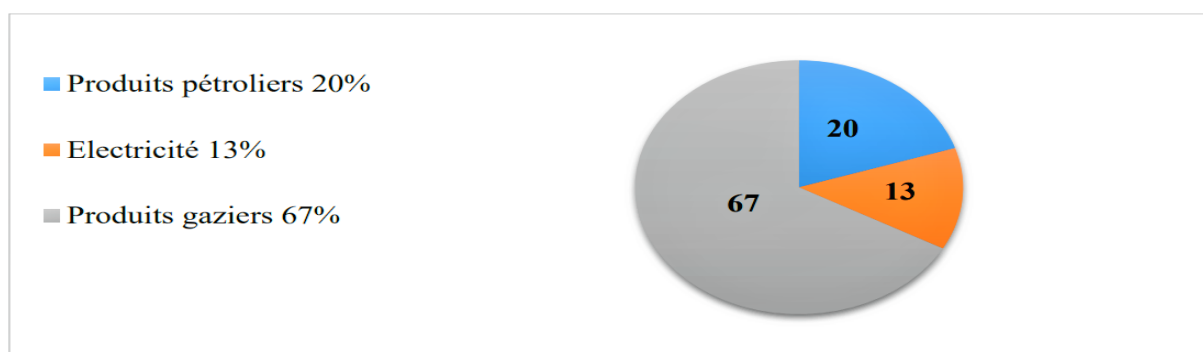 Produits pétroliers 20%
Electricité 13%
Produits gaziers 67%
20
13
67